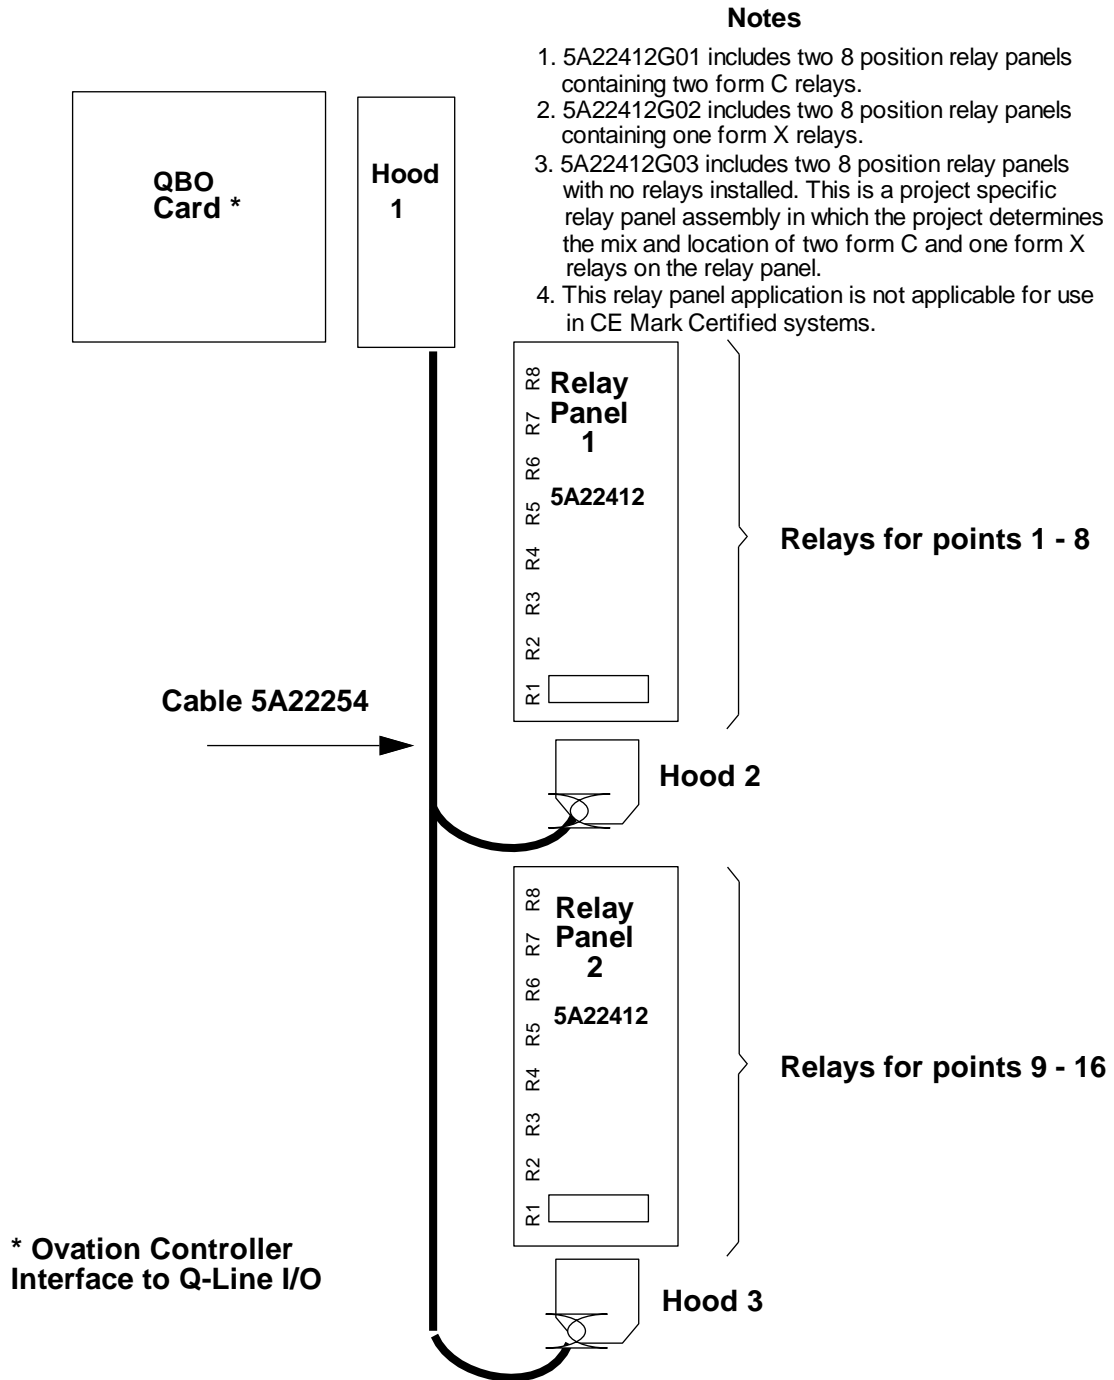 Notes
1. 5A22412G01 includes two 8 position relay panels
containing two form C relays.
2. 5A22412G02 includes two 8 position relay panels
containing one form X relays.
3. 5A22412G03 includes two 8 position relay panels
with no relays installed. This is a project specific
relay panel assembly in which the project determines
the mix and location of two form C and one form X
relays on the relay panel.
4. This relay panel application is not applicable for use
in CE Mark Certified systems.
QBO
Card *
Hood
1
R8
R7
R6
R5
R4
R3
R2
R1
Relay
Panel
1
5A22412
Relays for points 1 - 8
Cable 5A22254
Hood 2
R8
R7
R6
R5
R4
R3
R2
R1
Relay
Panel
2
5A22412
Relays for points 9 - 16
* Ovation Controller
Interface to Q-Line I/O
Hood 3